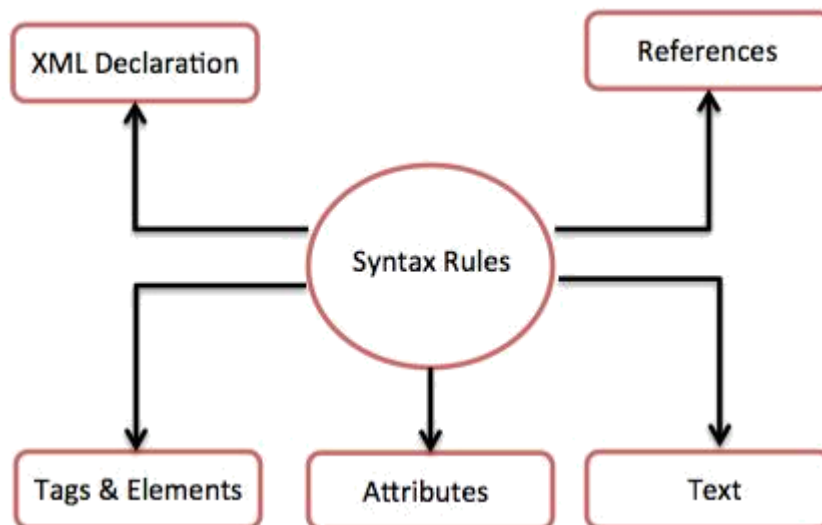 XML Declaration
References
Syntax Rules
Tags & Elements
Attributes
Text